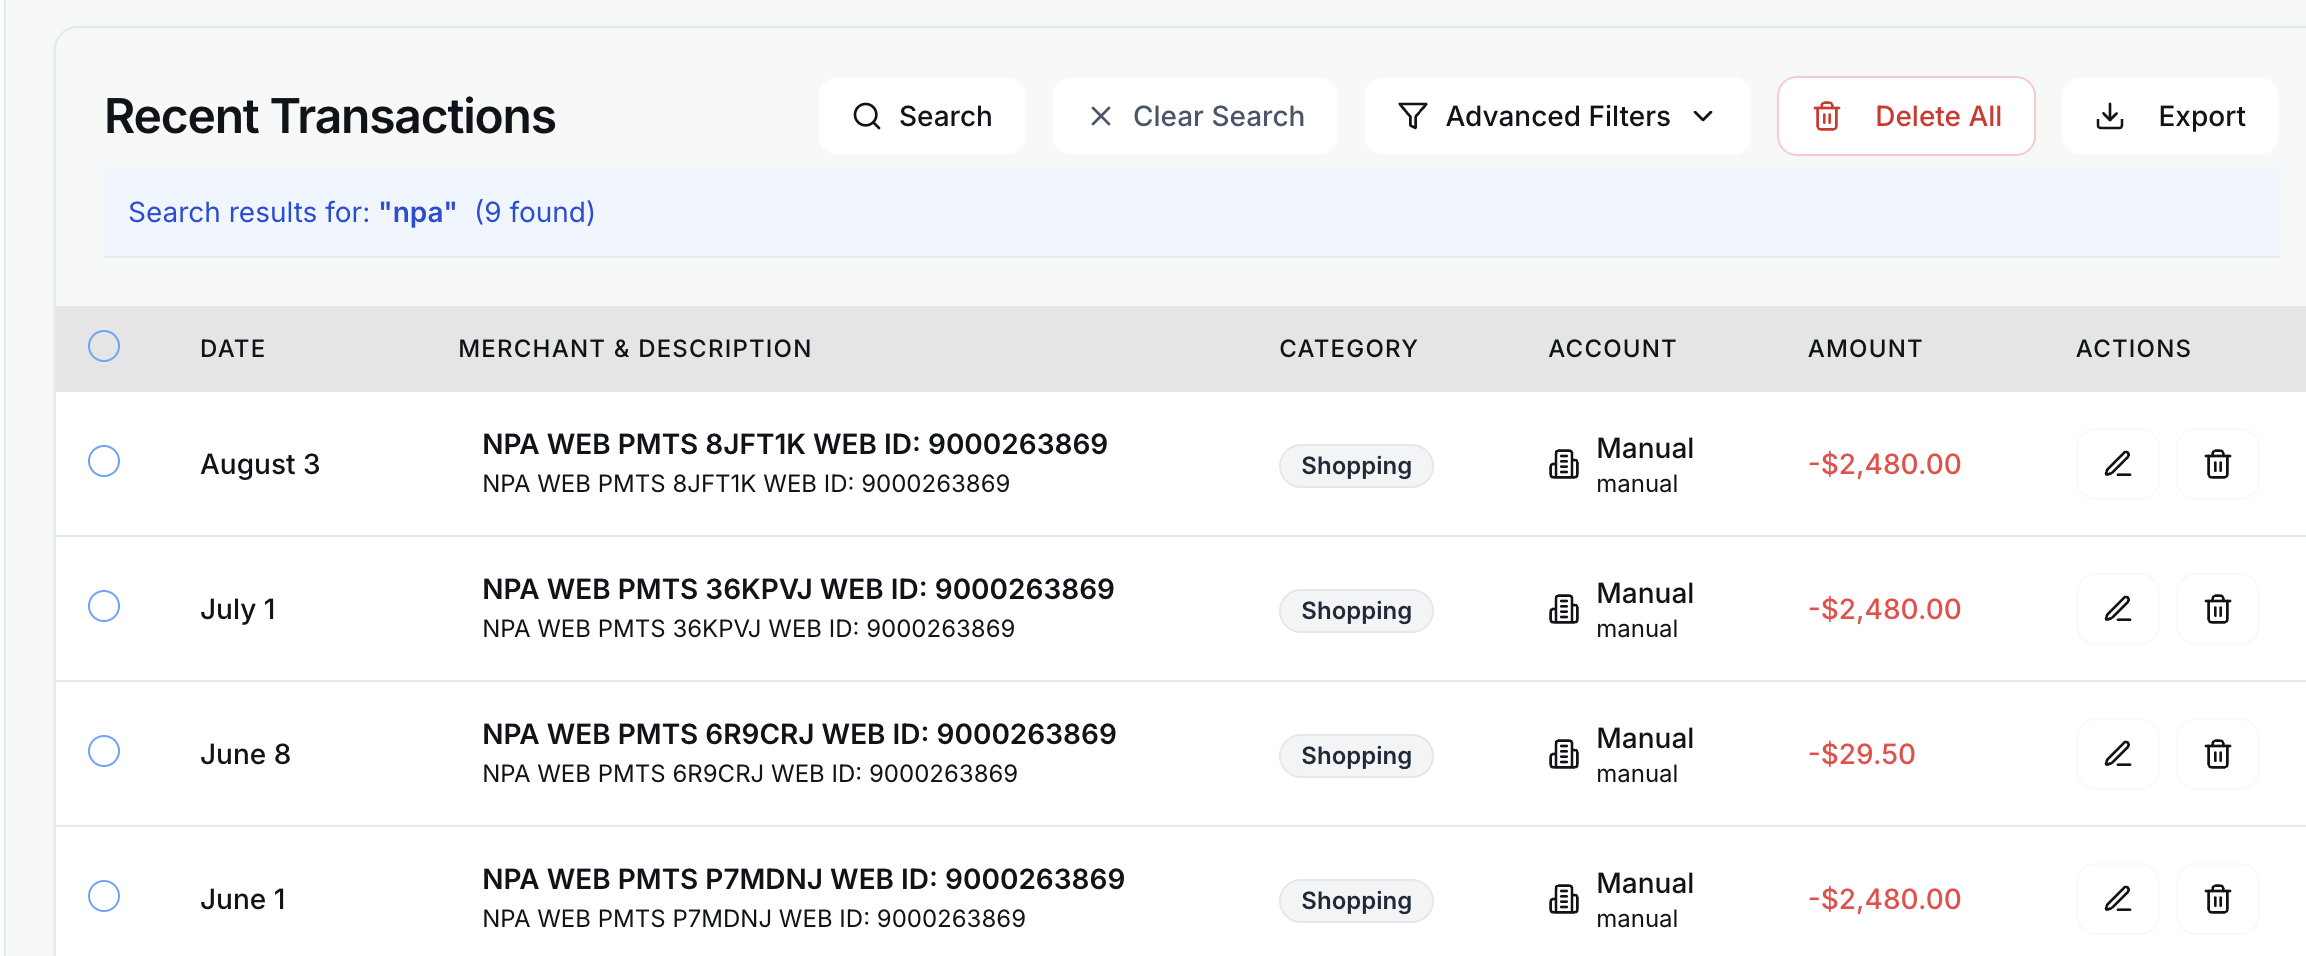 Recent Transactions
Search
Clear Search
Advanced Filters
Delete All
Export
Search results for: "npa" (9 found)
DATE MERCHANT & DESCRIPTION CATEGORY ACCOUNT AMOUNT ACTIONS
August 3
NPA WEB PMTS 8JFT1K WEB ID: 9000263869
NPA WEB PMTS 8JFT1K WEB ID: 9000263869
Shopping
Manual
manual
-$2,480.00
July 1
NPA WEB PMTS 36KPVJ WEB ID: 9000263869
NPA WEB PMTS 36KPVJ WEB ID: 9000263869
Shopping
Manual
manual
-$2,480.00
June 8
NPA WEB PMTS 6R9CRJ WEB ID: 9000263869
NPA WEB PMTS 6R9CRJ WEB ID: 9000263869
Shopping
Manual
manual
-$29.50
June 1
NPA WEB PMTS P7MDNJ WEB ID: 9000263869
NPA WEB PMTS P7MDNJ WEB ID: 9000263869
Shopping
Manual
manual
-$2,480.00